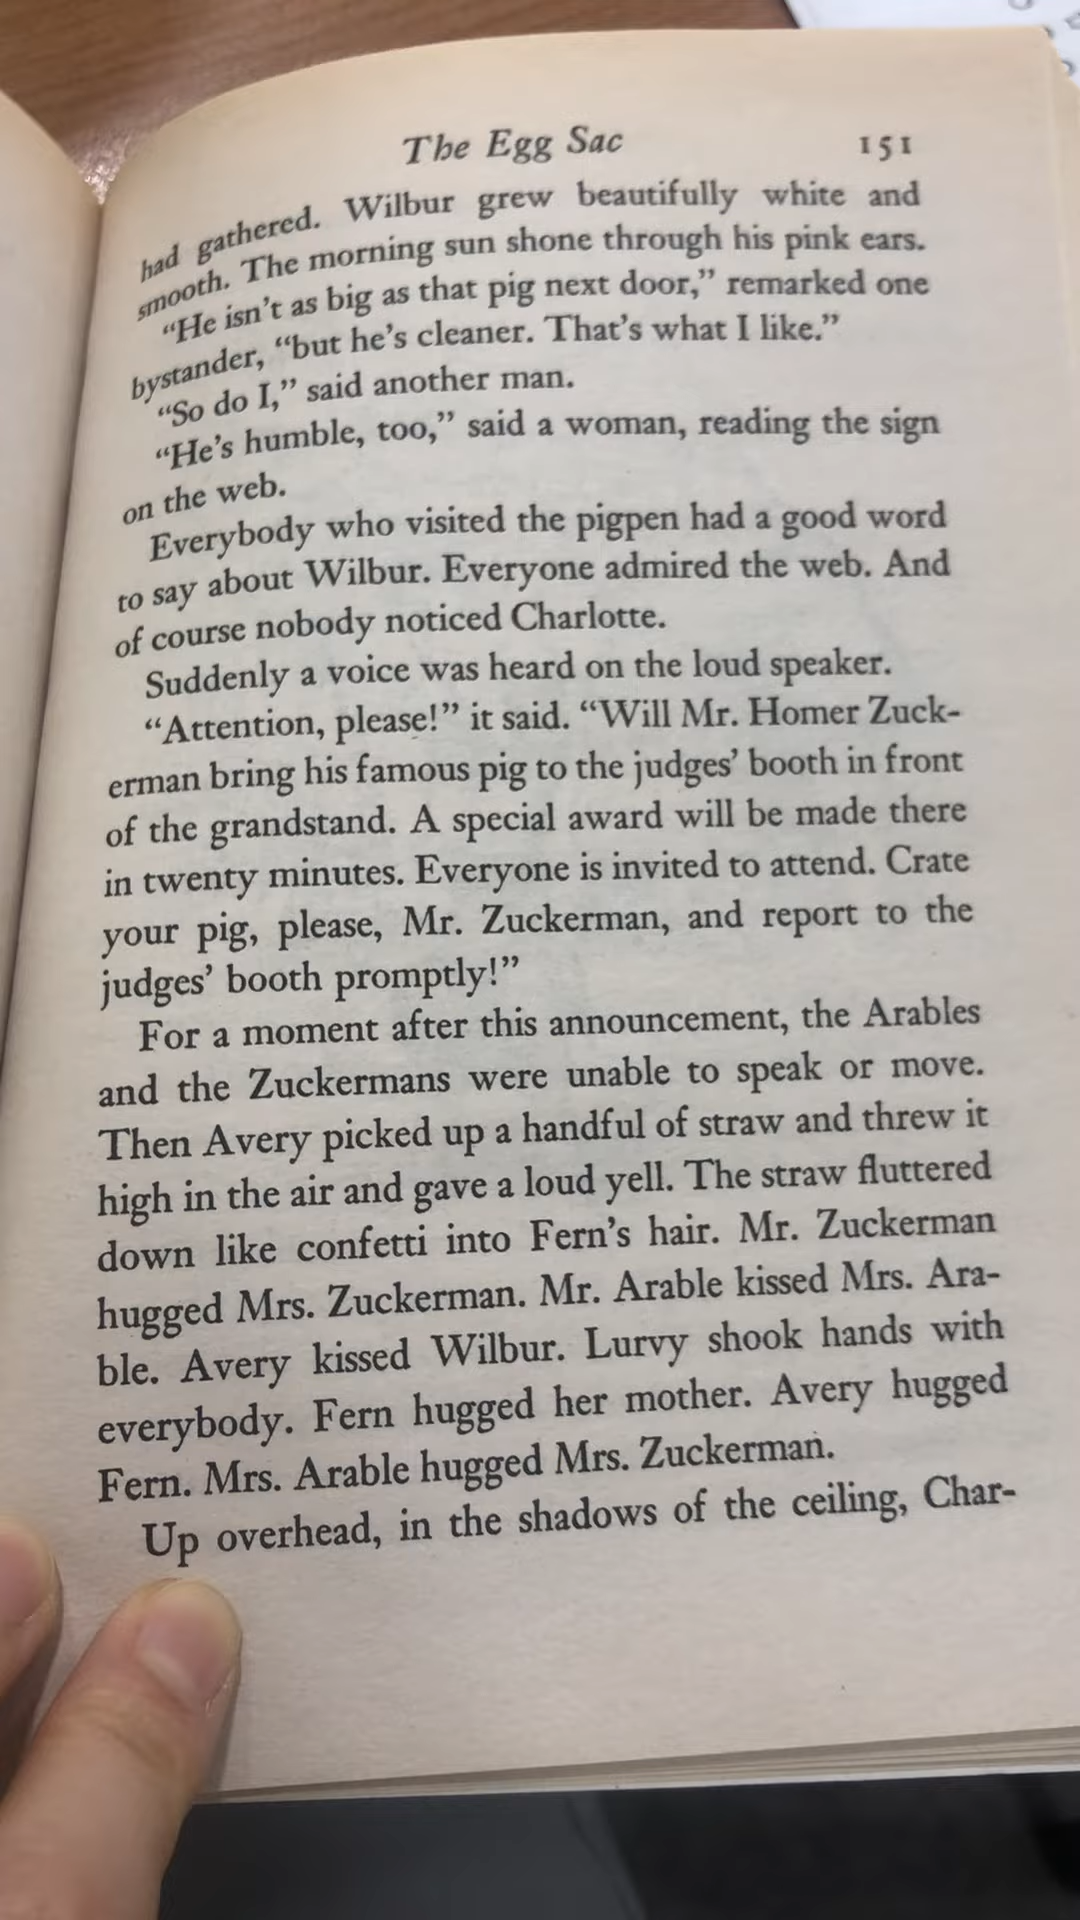 The Egg Sac 151
had gathered. Wilbur grew beautifully white and
smooth. The morning sun shone through his pink ears.
“He isn’t as big as that pig next door,” remarked one
bystander, “but he’s cleaner. That’s what I like.”
“So do I,” said another man.
“He’s humble, too,” said a woman, reading the sign
on the web.
Everybody who visited the pigpen had a good word
to say about Wilbur. Everyone admired the web. And
of course nobody noticed Charlotte.
Suddenly a voice was heard on the loud speaker.
“Attention, please!” it said. “Will Mr. Homer Zuck-
erman bring his famous pig to the judges’ booth in front
of the grandstand. A special award will be made there
in twenty minutes. Everyone is invited to attend. Crate
your pig, please, Mr. Zuckerman, and report to the
judges’ booth promptly!”
For a moment after this announcement, the Arables
and the Zuckermans were unable to speak or move.
Then Avery picked up a handful of straw and threw it
high in the air and gave a loud yell. The straw fluttered
down like confetti into Fern’s hair. Mr. Zuckerman
hugged Mrs. Zuckerman. Mr. Arable kissed Mrs. Ara-
ble. Avery kissed Wilbur. Lurvy shook hands with
everybody. Fern hugged her mother. Avery hugged
Fern. Mrs. Arable hugged Mrs. Zuckerman.
Up overhead, in the shadows of the ceiling, Char-